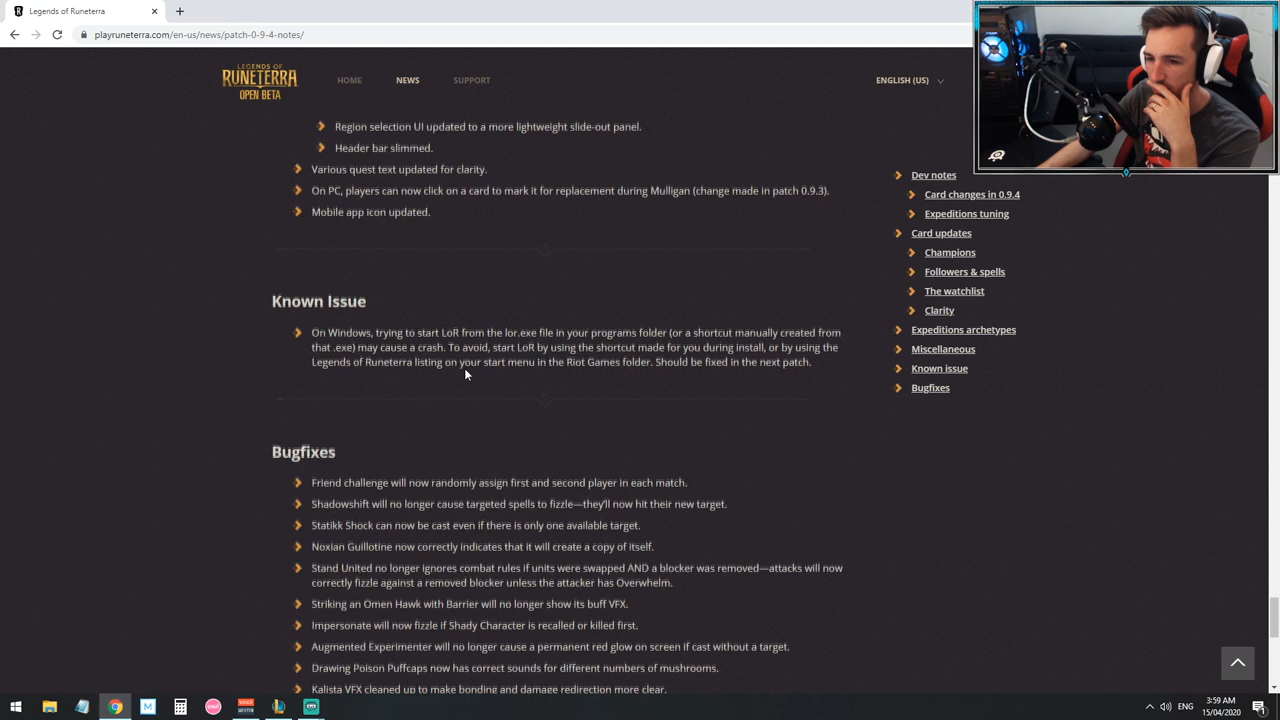 Legends of Runeterra
playruneterra.com/en-us/news/patch-0-9-4-notes/
LEGENDS OF
RUNETERRA
OPEN BETA
HOME
NEWS
SUPPORT
ENGLISH (US)
Region selection UI updated to a more lightweight slide-out panel.
Header bar slimmed.
Various quest text updated for clarity.
On PC, players can now click on a card to mark it for replacement during Mulligan (change made in patch 0.9.3).
Mobile app icon updated.
Known Issue
On Windows, trying to start LoR from the lor.exe file in your programs folder (or a shortcut manually created from
that .exe) may cause a crash. To avoid, start LoR by using the shortcut made for you during install, or by using the
Legends of Runeterra listing on your start menu in the Riot Games folder. Should be fixed in the next patch.
Bugfixes
Friend challenge will now randomly assign first and second player in each match.
Shadowshift will no longer cause targeted spells to fizzle—they'll now hit their new target.
Statikk Shock can now be cast even if there is only one available target.
Noxian Guillotine now correctly indicates that it will create a copy of itself.
Stand United no longer ignores combat rules if units were swapped AND a blocker was removed—attacks will now
correctly fizzle against a removed blocker unless the attacker has Overwhelm.
Striking an Omen Hawk with Barrier will no longer show its buff VFX.
Impersonate will now fizzle if Shady Character is recalled or killed first.
Augmented Experimenter will no longer cause a permanent red glow on screen if cast without a target.
Drawing Poison Puffcaps now has correct sounds for different numbers of mushrooms.
Kalista VFX cleaned up to make bonding and damage redirection more clear.
Dev notes
Card changes in 0.9.4
Expeditions tuning
Card updates
Champions
Followers & spells
The watchlist
Clarity
Expeditions archetypes
Miscellaneous
Known issue
Bugfixes
ENG
3:59 AM
15/04/2020